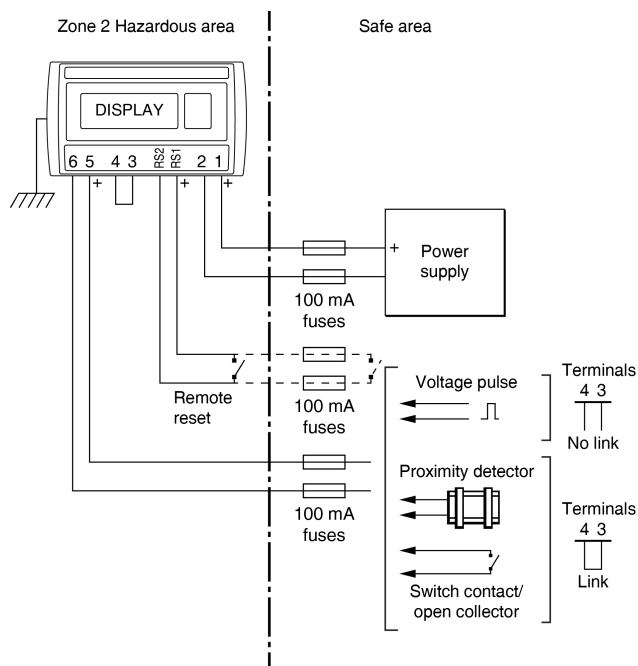 Zone 2 Hazardous area
Safe area
DISPLAY
6 5 4 3 RS2 RS1 2 1
+ + +
+ Power
supply
100 mA
fuses
Remote
reset
100 mA
fuses
Voltage pulse
Terminals
4 3
No link
Proximity detector
100 mA
fuses
Terminals
4 3
Link
Switch contact/
open collector